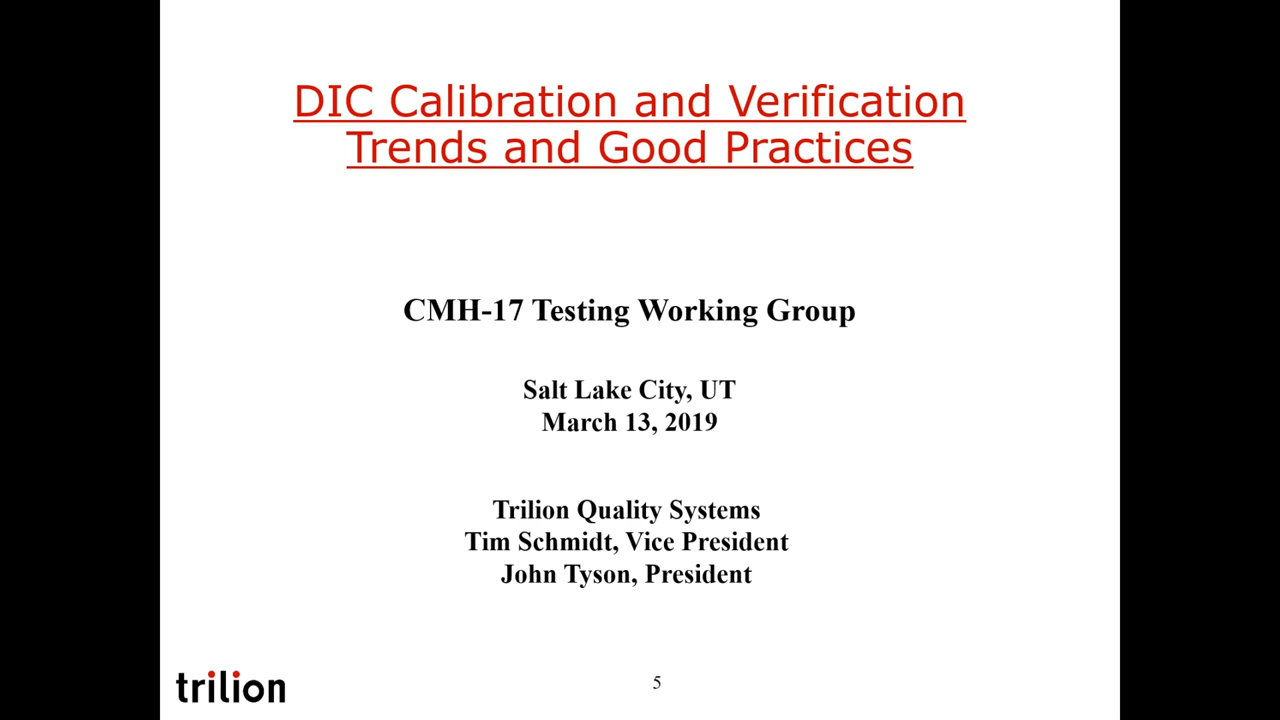 DIC Calibration and Verification
Trends and Good Practices
CMH-17 Testing Working Group
Salt Lake City, UT
March 13, 2019
Trilion Quality Systems
Tim Schmidt, Vice President
John Tyson, President
trilion
5